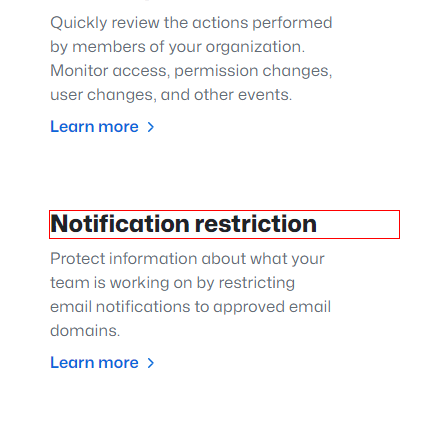 Quickly review the actions performed
by members of your organization.
Monitor access, permission changes,
user changes, and other events.
Learn more
Notification restriction
Protect information about what your
team is working on by restricting
email notifications to approved email
domains.
Learn more